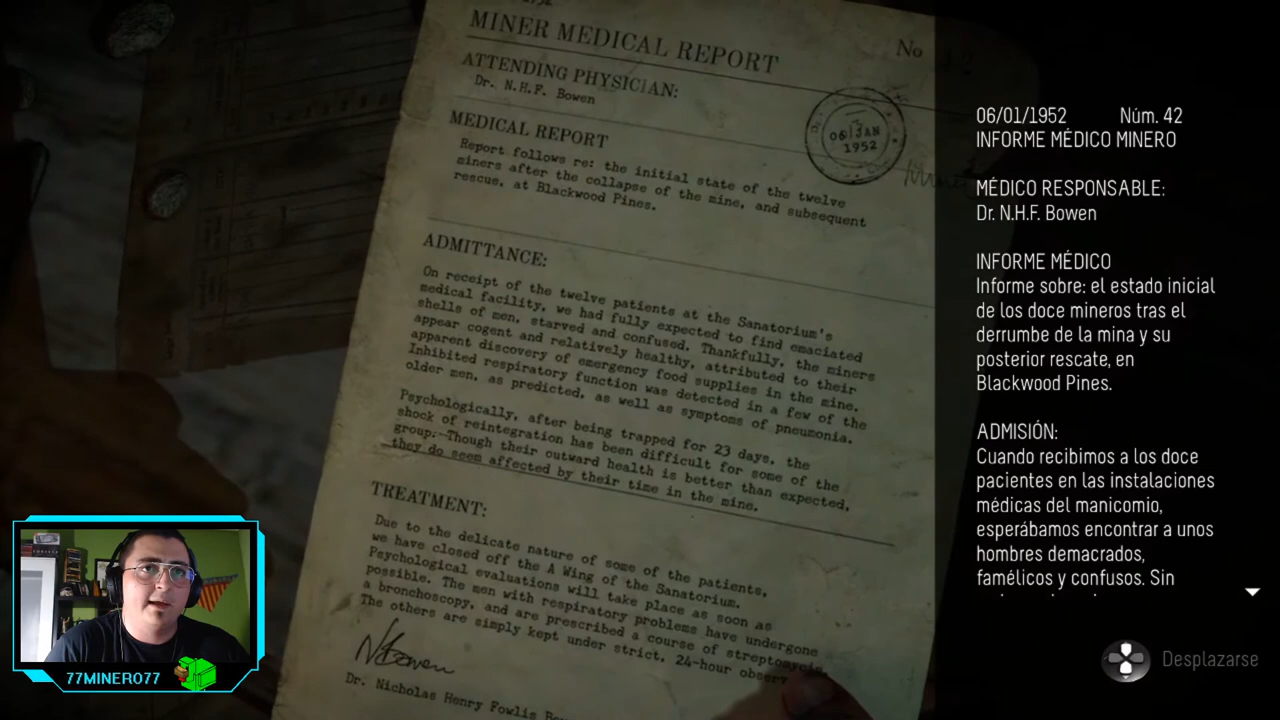 MINER MEDICAL REPORT
No
ATTENDING PHYSICIAN:
Dr. N.H.F. Bowen
06 JAN
1952
MEDICAL REPORT
Report follows re: the initial state of the twelve
miners after the collapse of the mine, and subsequent
rescue, at Blackwood Pines.
ADMITTANCE:
On receipt of the twelve patients at the Sanatorium's
medical facility, we had fully expected to find emaciated
shells of men, starved and confused. Thankfully, the miners
appear cogent and relatively healthy, attributed to their
apparent discovery of emergency food supplies in the mine.
Inhibited respiratory function was detected in a few of the
older men, as predicted, as well as symptoms of pneumonia.
Psychologically, after being trapped for 23 days, the
shock of reintegration has been difficult for some of the
group. Though their outward health is better than expected,
they do seem affected by their time in the mine.
TREATMENT:
Due to the delicate nature of some of the patients,
we have closed off the A Wing of the Sanatorium.
Psychological evaluations will take place as soon as
possible. The men with respiratory problems have undergone
a bronchoscopy, and are prescribed a course of streptomycin.
The others are simply kept under strict, 24-hour
NBowen
Dr. Nicholas Henry Fowlis
06/01/1952 Núm. 42
INFORME MÉDICO MINERO
MÉDICO RESPONSABLE:
Dr. N.H.F. Bowen
INFORME MÉDICO
Informe sobre: el estado inicial
de los doce mineros tras el
derrumbe de la mina y su
posterior rescate, en
Blackwood Pines.
ADMISIÓN:
Cuando recibimos a los doce
pacientes en las instalaciones
médicas del manicomio,
esperábamos encontrar a unos
hombres demacrados,
famélicos y confusos. Sin
Desplazarse
77MINERO77